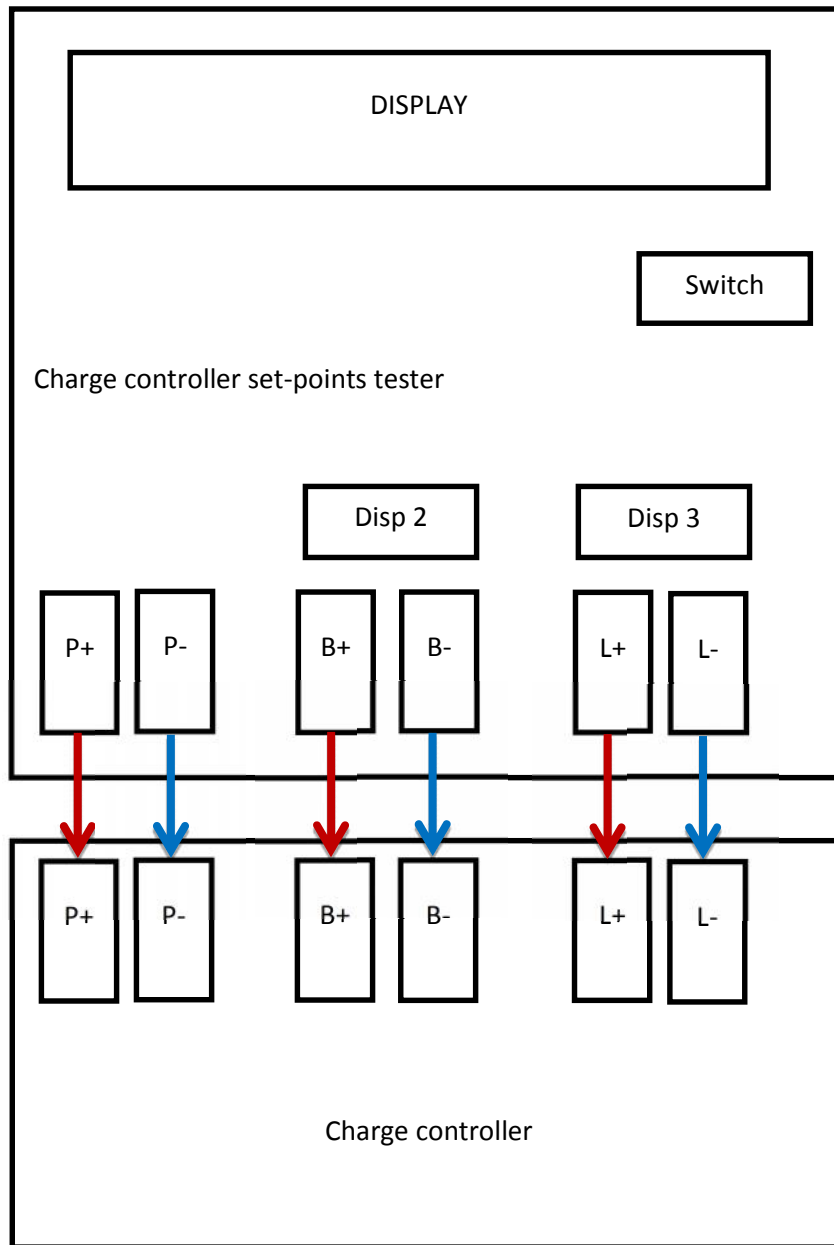 DISPLAY
Switch
Charge controller set-points tester
Disp 2
Disp 3
P+
P-
B+
B-
L+
L-
P+
P-
B+
B-
L+
L-
Charge controller